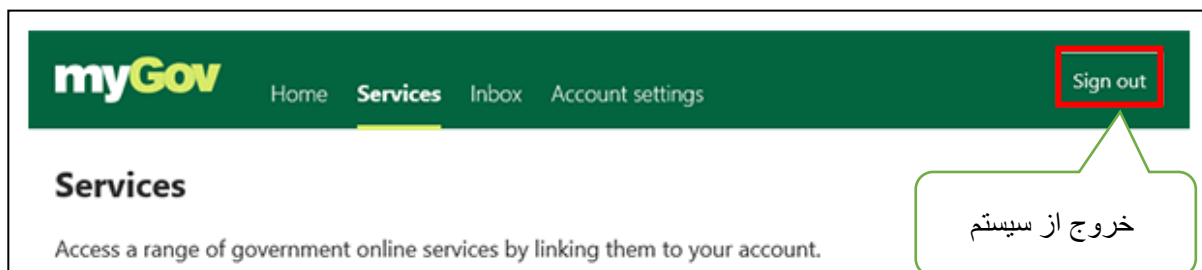 myGov Home Services Inbox Account settings Sign out
Services
خروج از سیستم
Access a range of government online services by linking them to your account.